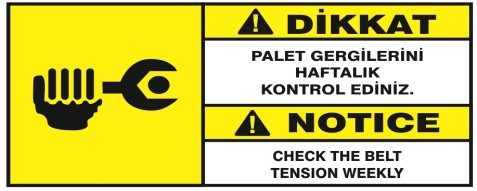 DİKKAT
PALET GERGİLERİNİ
HAFTALIK
KONTROL EDİNİZ.
NOTICE
CHECK THE BELT
TENSION WEEKLY